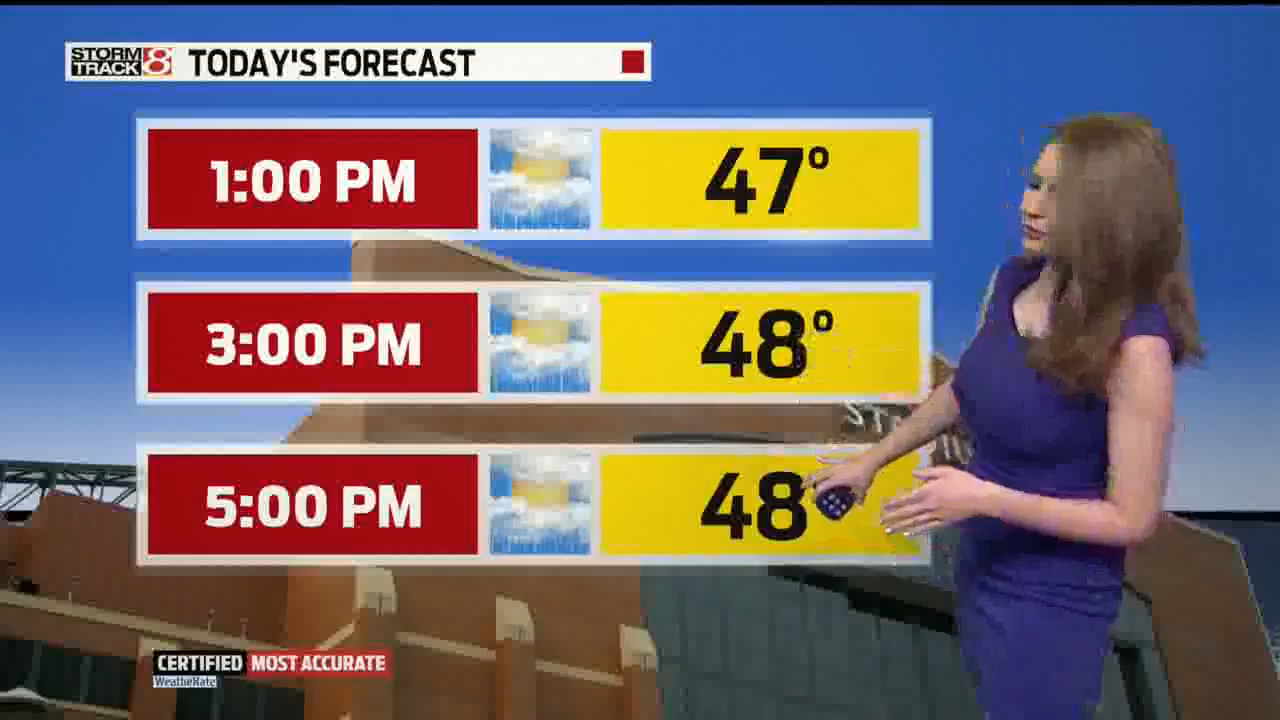 STORM TRACK 8 TODAY'S FORECAST
1:00 PM 47°
3:00 PM 48°
5:00 PM 48
ST
CERTIFIED MOST ACCURATE
WeatheRate